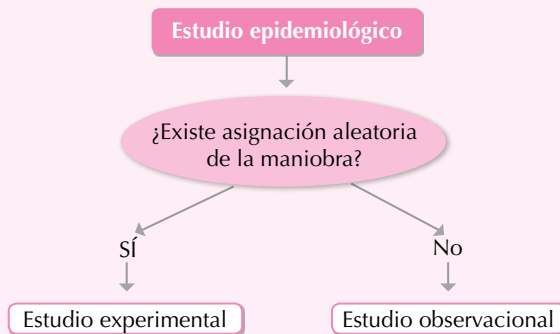 Estudio epidemiológico
¿Existe asignación aleatoria
de la maniobra?
SÍ
No
Estudio experimental
Estudio observacional